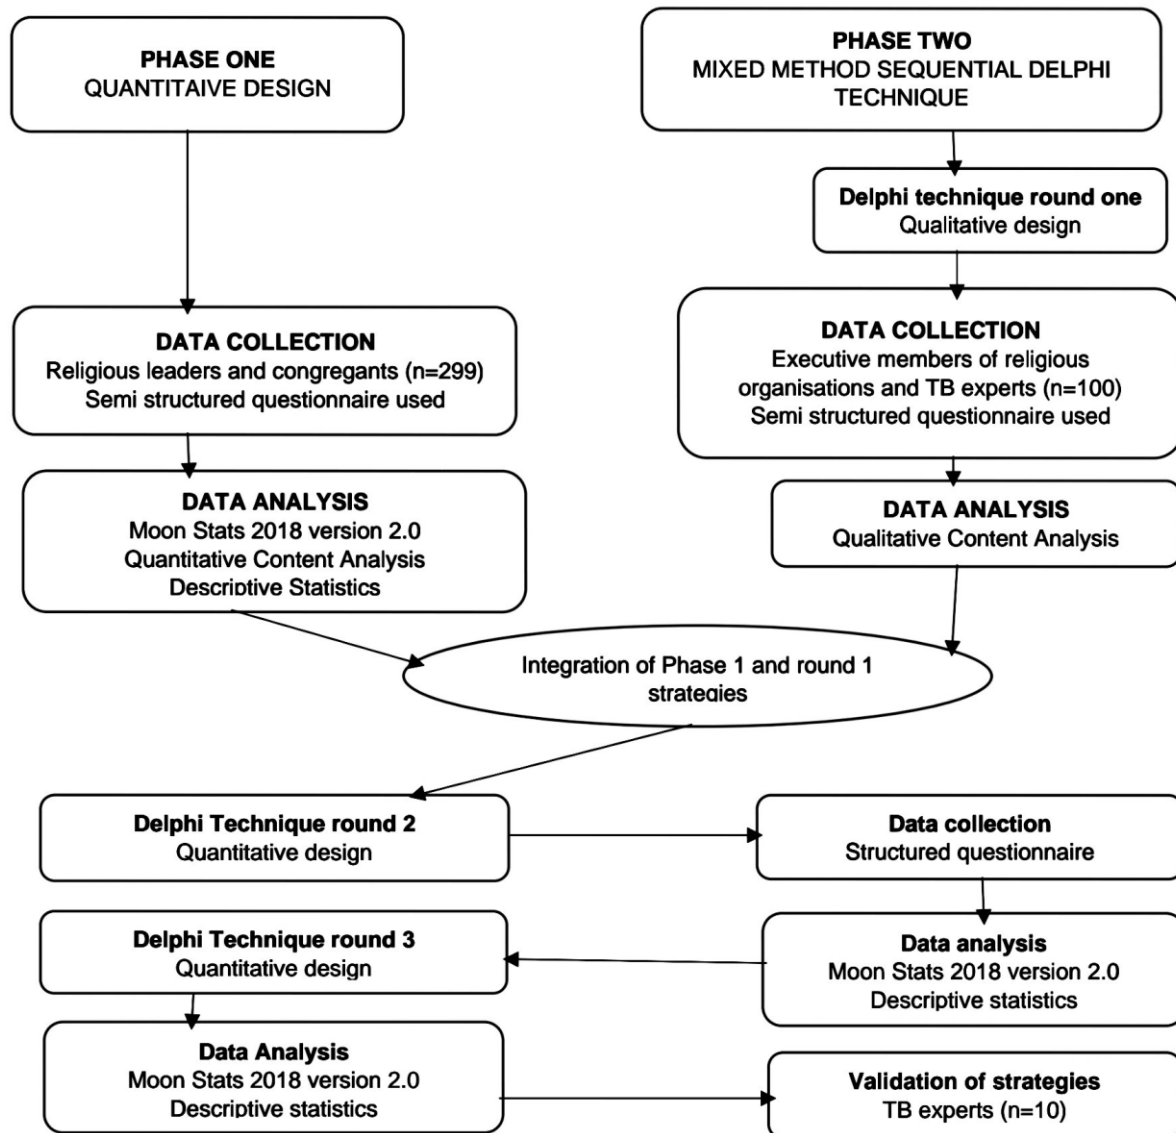 PHASE ONE
QUANTITAIVE DESIGN
PHASE TWO
MIXED METHOD SEQUENTIAL DELPHI
TECHNIQUE
Delphi technique round one
Qualitative design
DATA COLLECTION
Religious leaders and congregants (n=299)
Semi structured questionnaire used
DATA COLLECTION
Executive members of religious
organisations and TB experts (n=100)
Semi structured questionnaire used
DATA ANALYSIS
Moon Stats 2018 version 2.0
Quantitative Content Analysis
Descriptive Statistics
DATA ANALYSIS
Qualitative Content Analysis
Integration of Phase 1 and round 1
strategies
Delphi Technique round 2
Quantitative design
Data collection
Structured questionnaire
Delphi Technique round 3
Quantitative design
Data analysis
Moon Stats 2018 version 2.0
Descriptive statistics
Data Analysis
Moon Stats 2018 version 2.0
Descriptive statistics
Validation of strategies
TB experts (n=10)